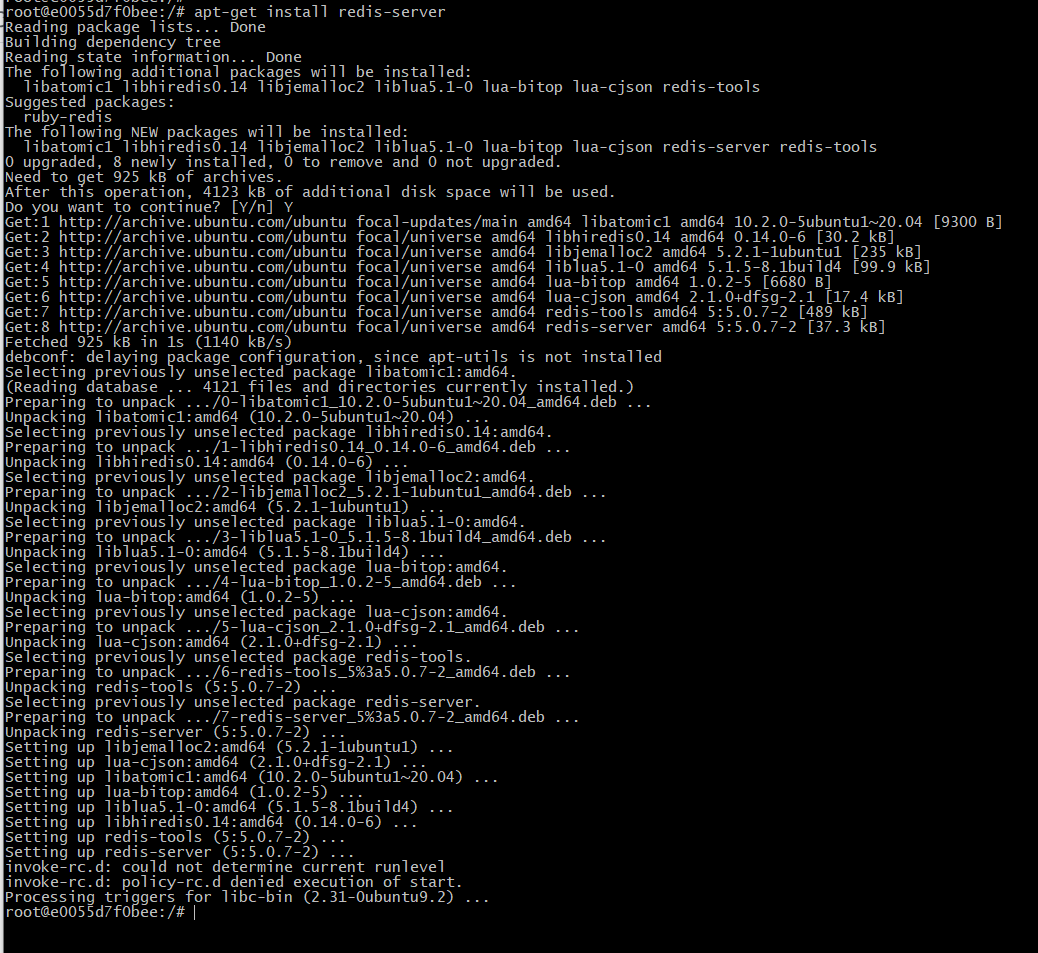 root@e0055d7f0bee:/# apt-get install redis-server
Reading package lists... Done
Building dependency tree
Reading state information... Done
The following additional packages will be installed:
  libatomic1 libhiredis0.14 libjemalloc2 liblua5.1-0 lua-bitop lua-cjson redis-tools
Suggested packages:
  ruby-redis
The following NEW packages will be installed:
  libatomic1 libhiredis0.14 libjemalloc2 liblua5.1-0 lua-bitop lua-cjson redis-server redis-tools
0 upgraded, 8 newly installed, 0 to remove and 0 not upgraded.
Need to get 925 kB of archives.
After this operation, 4123 kB of additional disk space will be used.
Do you want to continue? [Y/n] Y
Get:1 http://archive.ubuntu.com/ubuntu focal-updates/main amd64 libatomic1 amd64 10.2.0-5ubuntu1~20.04 [9300 B]
Get:2 http://archive.ubuntu.com/ubuntu focal/universe amd64 libhiredis0.14 amd64 0.14.0-6 [30.2 kB]
Get:3 http://archive.ubuntu.com/ubuntu focal/universe amd64 libjemalloc2 amd64 5.2.1-1ubuntu1 [235 kB]
Get:4 http://archive.ubuntu.com/ubuntu focal/universe amd64 liblua5.1-0 amd64 5.1.5-8.1build4 [99.9 kB]
Get:5 http://archive.ubuntu.com/ubuntu focal/universe amd64 lua-bitop amd64 1.0.2-5 [6680 B]
Get:6 http://archive.ubuntu.com/ubuntu focal/universe amd64 lua-cjson amd64 2.1.0+dfsg-2.1 [17.4 kB]
Get:7 http://archive.ubuntu.com/ubuntu focal/universe amd64 redis-tools amd64 5:5.0.7-2 [489 kB]
Get:8 http://archive.ubuntu.com/ubuntu focal/universe amd64 redis-server amd64 5:5.0.7-2 [37.3 kB]
Fetched 925 kB in 1s (1140 kB/s)
debconf: delaying package configuration, since apt-utils is not installed
Selecting previously unselected package libatomic1:amd64.
(Reading database ... 4121 files and directories currently installed.)
Preparing to unpack .../0-libatomic1_10.2.0-5ubuntu1~20.04_amd64.deb ...
Unpacking libatomic1:amd64 (10.2.0-5ubuntu1~20.04) ...
Selecting previously unselected package libhiredis0.14:amd64.
Preparing to unpack .../1-libhiredis0.14_0.14.0-6_amd64.deb ...
Unpacking libhiredis0.14:amd64 (0.14.0-6) ...
Selecting previously unselected package libjemalloc2:amd64.
Preparing to unpack .../2-libjemalloc2_5.2.1-1ubuntu1_amd64.deb ...
Unpacking libjemalloc2:amd64 (5.2.1-1ubuntu1) ...
Selecting previously unselected package liblua5.1-0:amd64.
Preparing to unpack .../3-liblua5.1-0_5.1.5-8.1build4_amd64.deb ...
Unpacking liblua5.1-0:amd64 (5.1.5-8.1build4) ...
Selecting previously unselected package lua-bitop:amd64.
Preparing to unpack .../4-lua-bitop_1.0.2-5_amd64.deb ...
Unpacking lua-bitop:amd64 (1.0.2-5) ...
Selecting previously unselected package lua-cjson:amd64.
Preparing to unpack .../5-lua-cjson_2.1.0+dfsg-2.1_amd64.deb ...
Unpacking lua-cjson:amd64 (2.1.0+dfsg-2.1) ...
Selecting previously unselected package redis-tools.
Preparing to unpack .../6-redis-tools_5%3a5.0.7-2_amd64.deb ...
Unpacking redis-tools (5:5.0.7-2) ...
Selecting previously unselected package redis-server.
Preparing to unpack .../7-redis-server_5%3a5.0.7-2_amd64.deb ...
Unpacking redis-server (5:5.0.7-2) ...
Setting up libjemalloc2:amd64 (5.2.1-1ubuntu1) ...
Setting up lua-cjson:amd64 (2.1.0+dfsg-2.1) ...
Setting up libatomic1:amd64 (10.2.0-5ubuntu1~20.04) ...
Setting up lua-bitop:amd64 (1.0.2-5) ...
Setting up liblua5.1-0:amd64 (5.1.5-8.1build4) ...
Setting up libhiredis0.14:amd64 (0.14.0-6) ...
Setting up redis-tools (5:5.0.7-2) ...
Setting up redis-server (5:5.0.7-2) ...
invoke-rc.d: could not determine current runlevel
invoke-rc.d: policy-rc.d denied execution of start.
Processing triggers for libc-bin (2.31-0ubuntu9.2) ...
root@e0055d7f0bee:/#